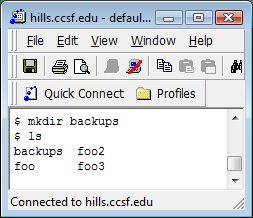 hills.ccsf.edu - defaul...
File Edit View Window Help
Quick Connect Profiles
$ mkdir backups
$ ls
backups foo2
foo foo3
Connected to hills.ccsf.edu